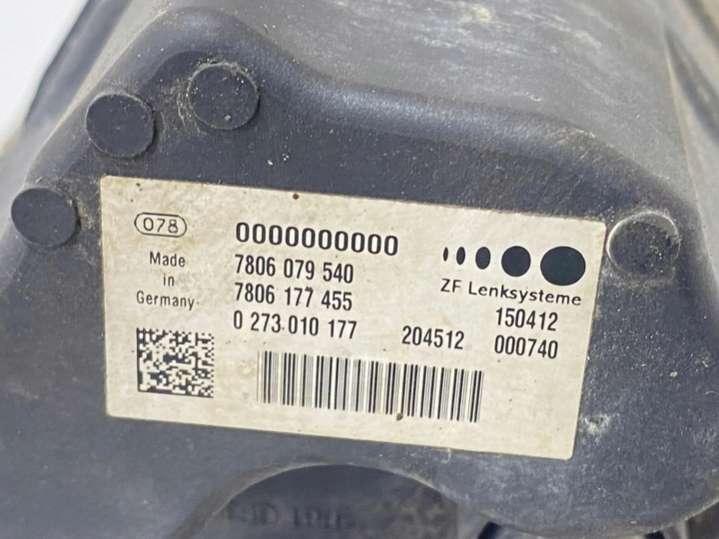 078
Made
in
Germany
0000000000
7806 079 540
7806 177 455
0 273 010 177
204512
ZF Lenksysteme
150412
000740